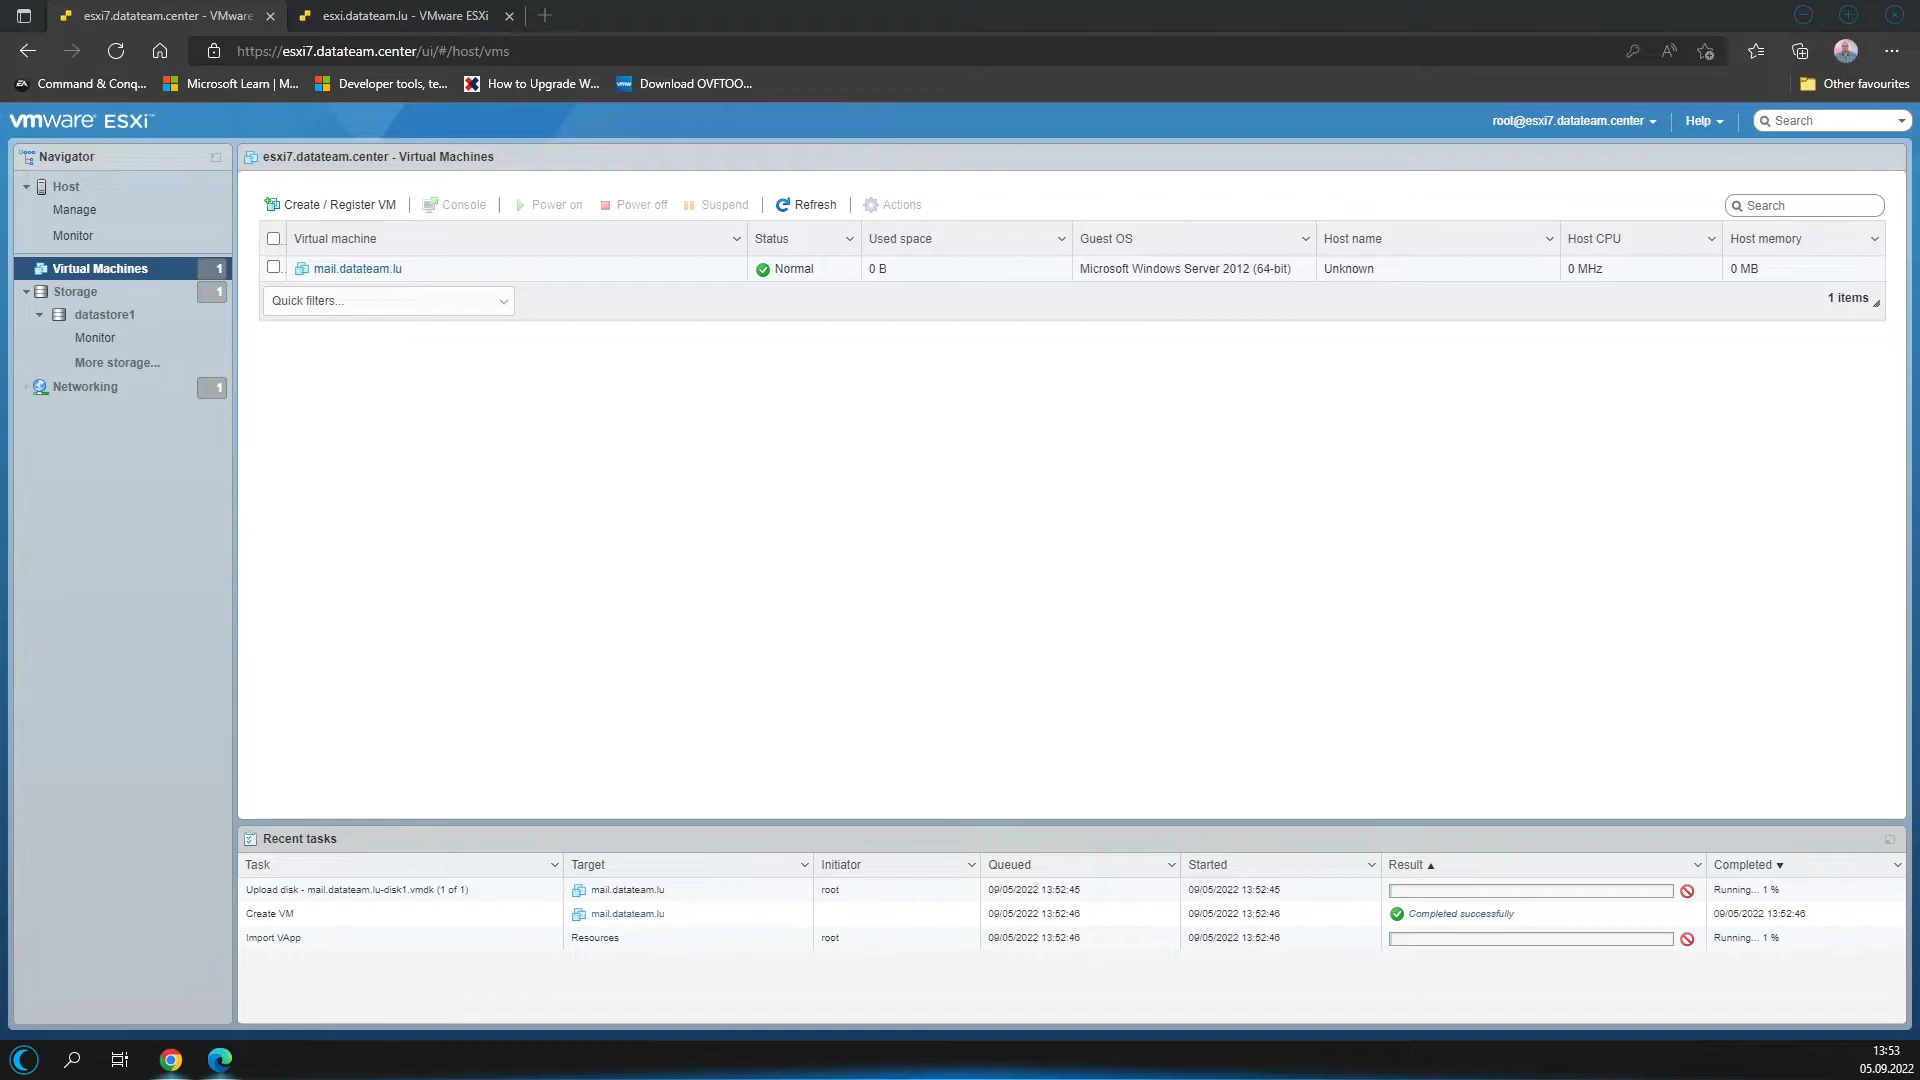 esxi7.datateam.center - VMware
esxi.datateam.lu - VMware ESXi
https://esxi7.datateam.center/ui/#/host/vms
Command & Conq...
Microsoft Learn | M...
Developer tools, te...
How to Upgrade W...
vmw
Download OVFTOO...
Other favourites
vmware ESXi
root@esxi7.datateam.center
Help
Search
Navigator
Host
Manage
Monitor
Virtual Machines 1
Storage 1
datastore1
Monitor
More storage...
Networking 1
esxi7.datateam.center - Virtual Machines
Create / Register VM
Console
Power on
Power off
Suspend
Refresh
Actions
Search
Virtual machine Status Used space Guest OS Host name Host CPU Host memory
mail.datateam.lu Normal 0 B Microsoft Windows Server 2012 (64-bit) Unknown 0 MHz 0 MB
Quick filters...
1 items
Recent tasks
Task Target Initiator Queued Started Result Completed
Upload disk - mail.datateam.lu-disk1.vmdk (1 of 1) mail.datateam.lu root 09/05/2022 13:52:45 09/05/2022 13:52:45 Running... 1 %
Create VM mail.datateam.lu 09/05/2022 13:52:46 09/05/2022 13:52:46 Completed successfully 09/05/2022 13:52:46
Import VApp Resources root 09/05/2022 13:52:46 09/05/2022 13:52:46 Running... 1 %
13:53
05.09.2022